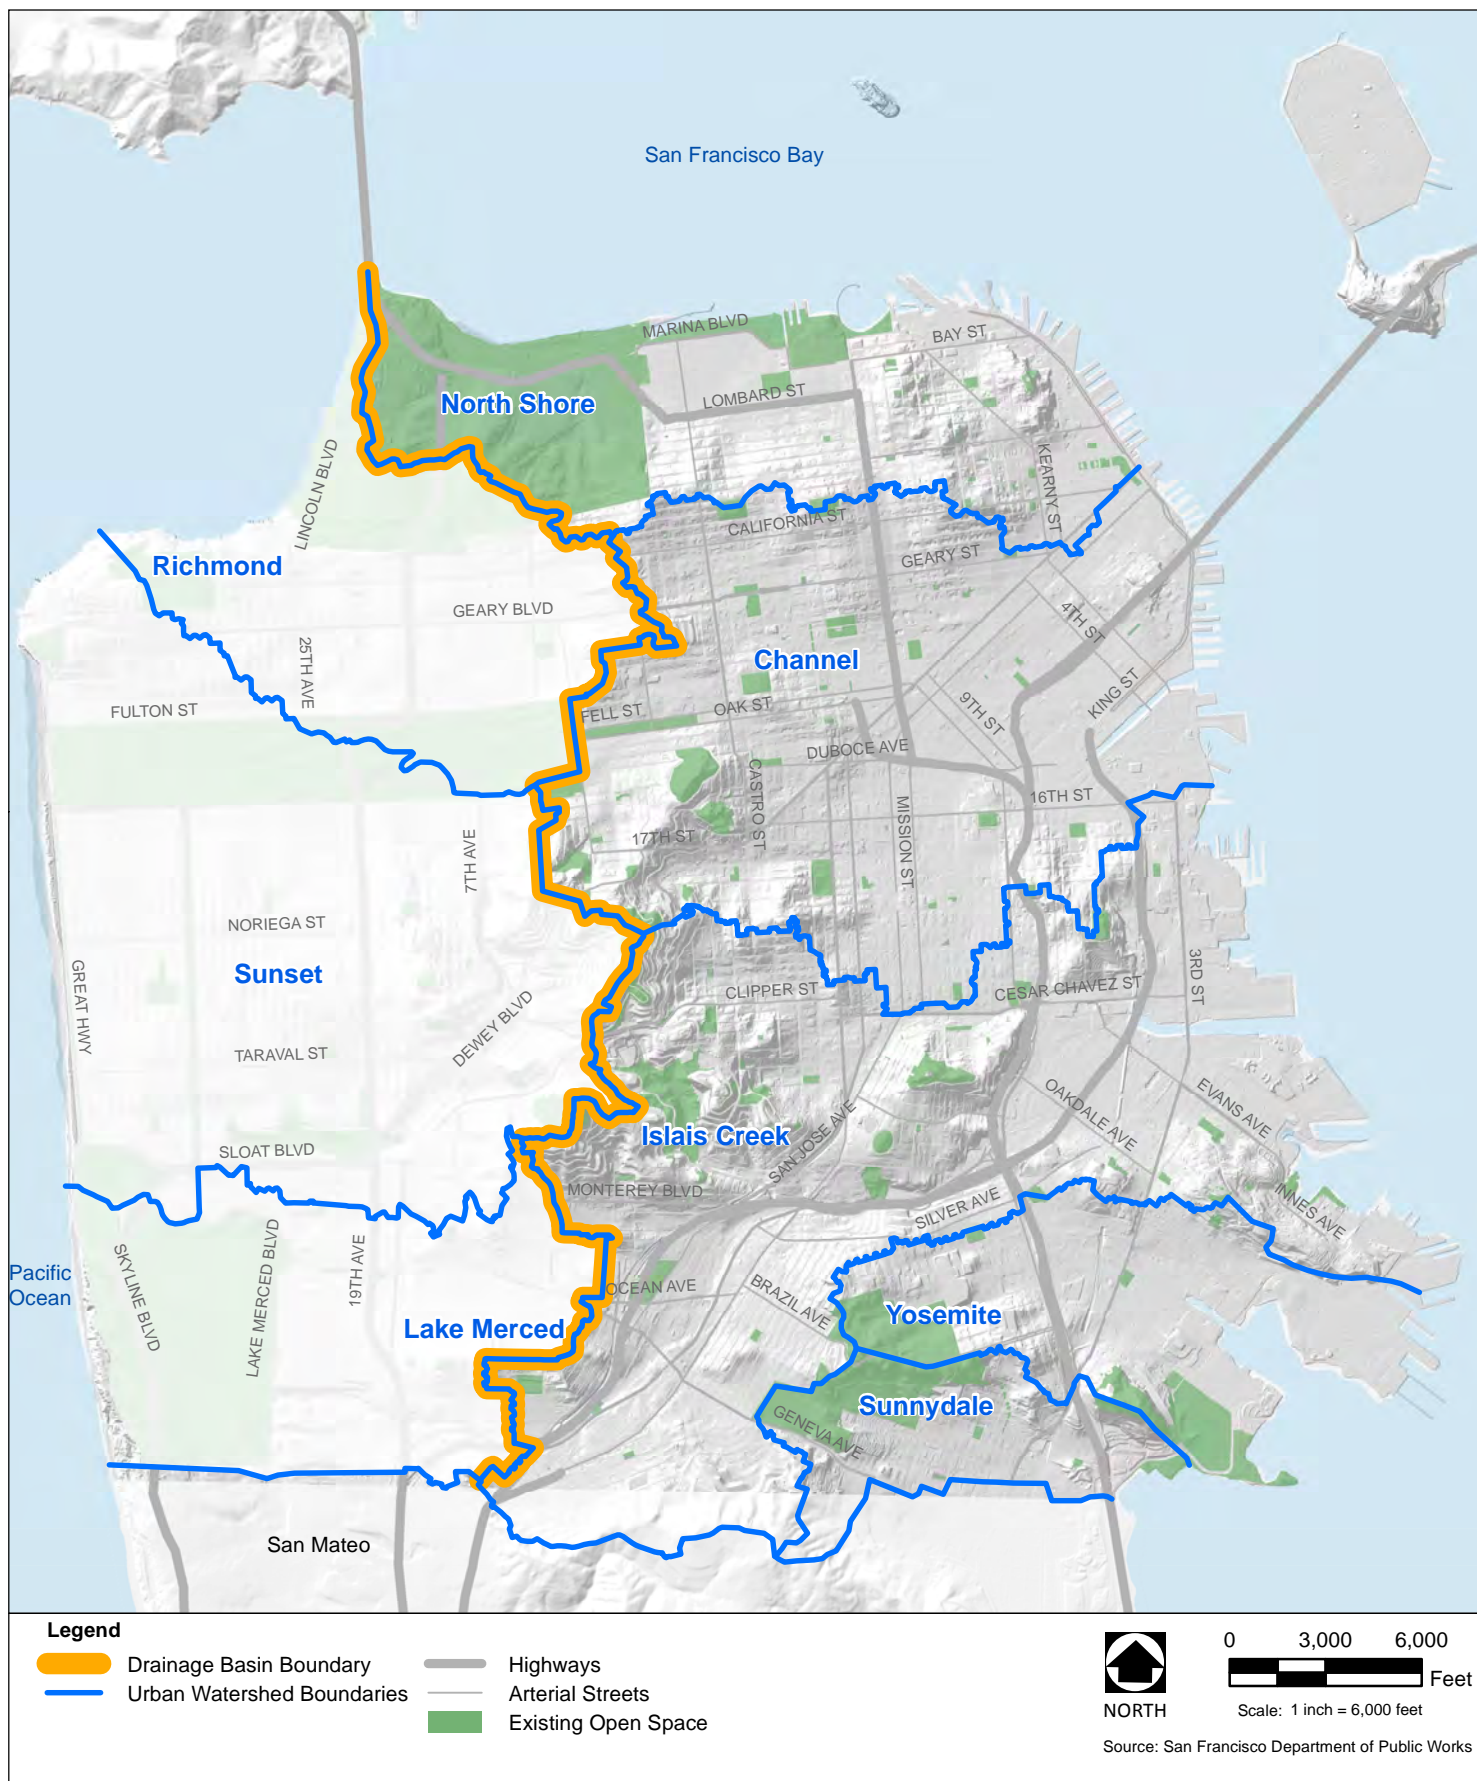 San Francisco Bay
MARINA BLVD
BAY ST
North Shore
LOMBARD ST
LINCOLN BLVD
KEARNY ST
CALIFORNIA ST
GEARY ST
Richmond
GEARY BLVD
4TH ST
25TH AVE
Channel
KING ST
FULTON ST
FELL ST
OAK ST
9TH ST
DUBOCE AVE
CASTRO ST
16TH ST
MISSION ST
17TH ST
7TH AVE
NORIEGA ST
Sunset
GREAT HWY
CLIPPER ST
CESAR CHAVEZ ST
3RD ST
DEWEY BLVD
TARAVAL ST
OAKDALE AVE
EVANS AVE
SAN JOSE AVE
Islais Creek
SLOAT BLVD
MONTEREY BLVD
SILVER AVE
INNES AVE
Pacific
Ocean
SKYLINE BLVD
LAKE MERCED BLVD
19TH AVE
OCEAN AVE
BRAZIL AVE
Yosemite
Lake Merced
Sunnydale
GENEVA AVE
San Mateo
Legend
Drainage Basin Boundary
Urban Watershed Boundaries
Highways
Arterial Streets
Existing Open Space
NORTH
0 3,000 6,000
Feet
Scale: 1 inch = 6,000 feet
Source: San Francisco Department of Public Works